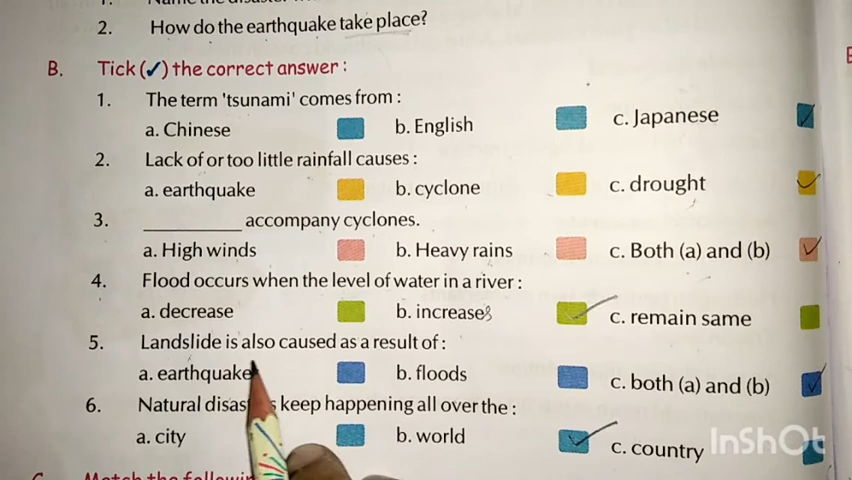 2. How do the earthquake take place?
B. Tick (✓) the correct answer :
1. The term 'tsunami' comes from :
a. Chinese b. English c. Japanese
2. Lack of or too little rainfall causes :
a. earthquake b. cyclone c. drought
3. __________ accompany cyclones.
a. High winds b. Heavy rains c. Both (a) and (b)
4. Flood occurs when the level of water in a river :
a. decrease b. increases c. remain same
5. Landslide is also caused as a result of :
a. earthquake b. floods c. both (a) and (b)
6. Natural keep happening all over the :
a. city b. world c. country
InShOt